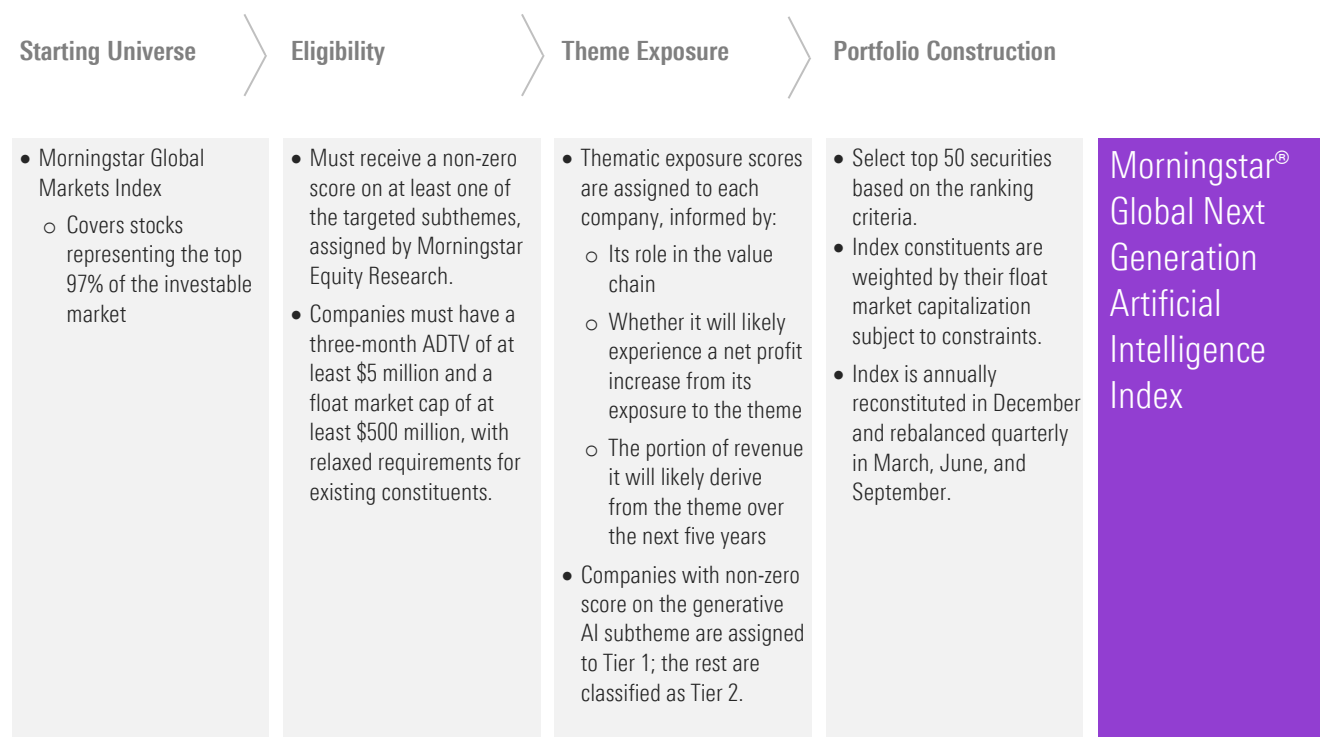 Starting Universe
Eligibility
Theme Exposure
Portfolio Construction
• Morningstar Global
Markets Index
○ Covers stocks
representing the top
97% of the investable
market
• Must receive a non-zero
score on at least one of
the targeted subthemes,
assigned by Morningstar
Equity Research.
• Companies must have a
three-month ADTV of at
least $5 million and a
float market cap of at
least $500 million, with
relaxed requirements for
existing constituents.
• Thematic exposure scores
are assigned to each
company, informed by:
○ Its role in the value
chain
○ Whether it will likely
experience a net profit
increase from its
exposure to the theme
○ The portion of revenue
it will likely derive
from the theme over
the next five years
• Companies with non-zero
score on the generative
AI subtheme are assigned
to Tier 1; the rest are
classified as Tier 2.
• Select top 50 securities
based on the ranking
criteria.
• Index constituents are
weighted by their float
market capitalization
subject to constraints.
• Index is annually
reconstituted in December
and rebalanced quarterly
in March, June, and
September.
Morningstar®
Global Next
Generation
Artificial
Intelligence
Index